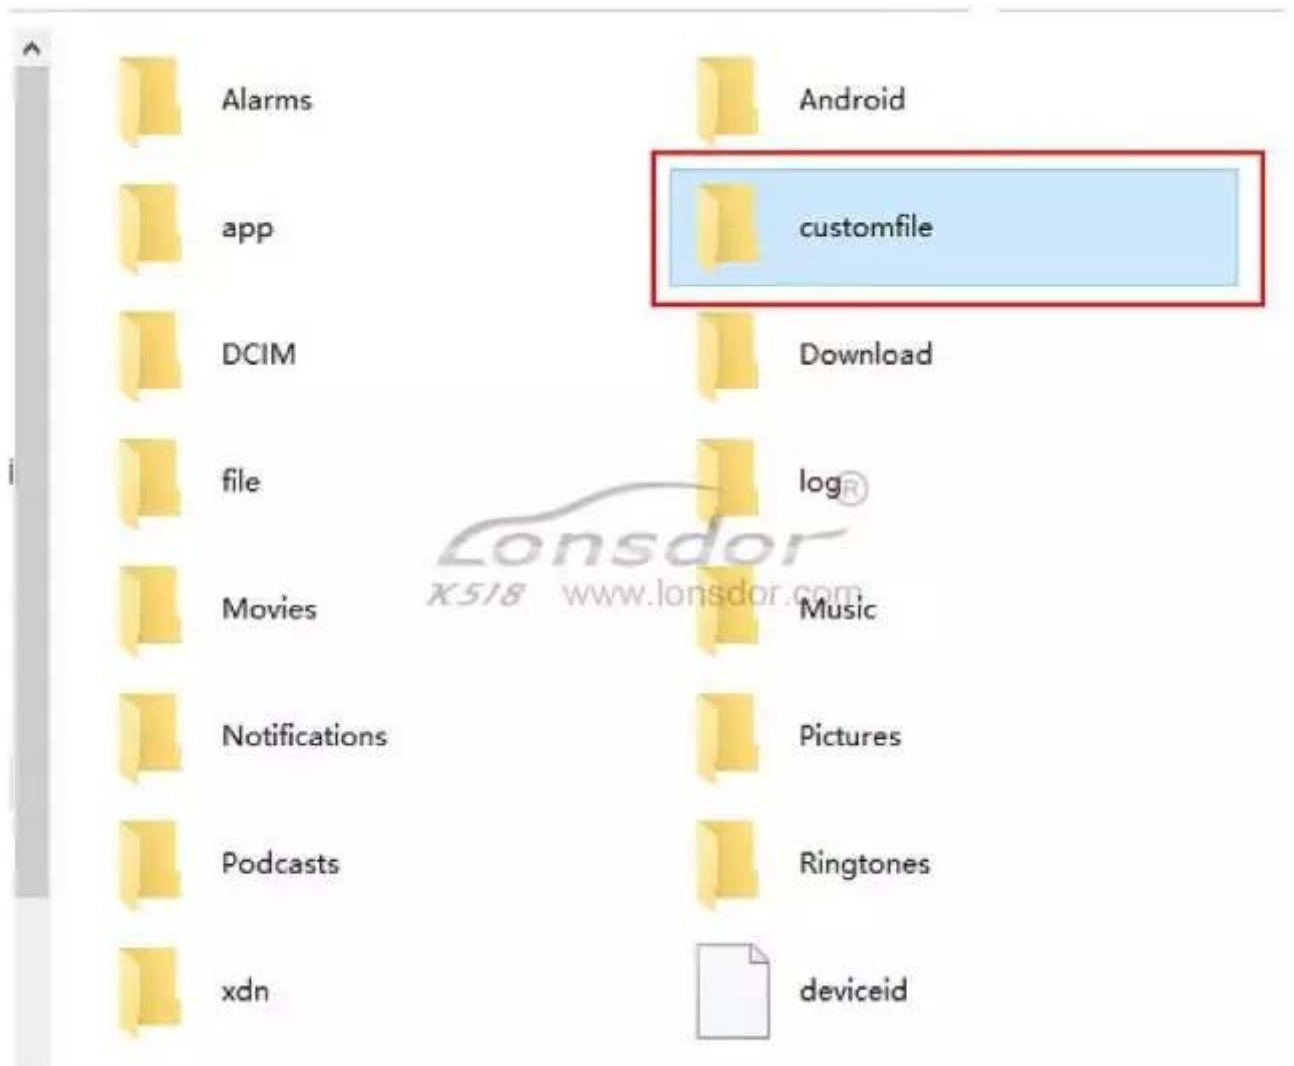 Alarms
Android
app
customfile
DCIM
Download
file
log
®
Lonsdor
K518 www.lonsdor.com
Movies
Music
Notifications
Pictures
Podcasts
Ringtones
xdn
deviceid